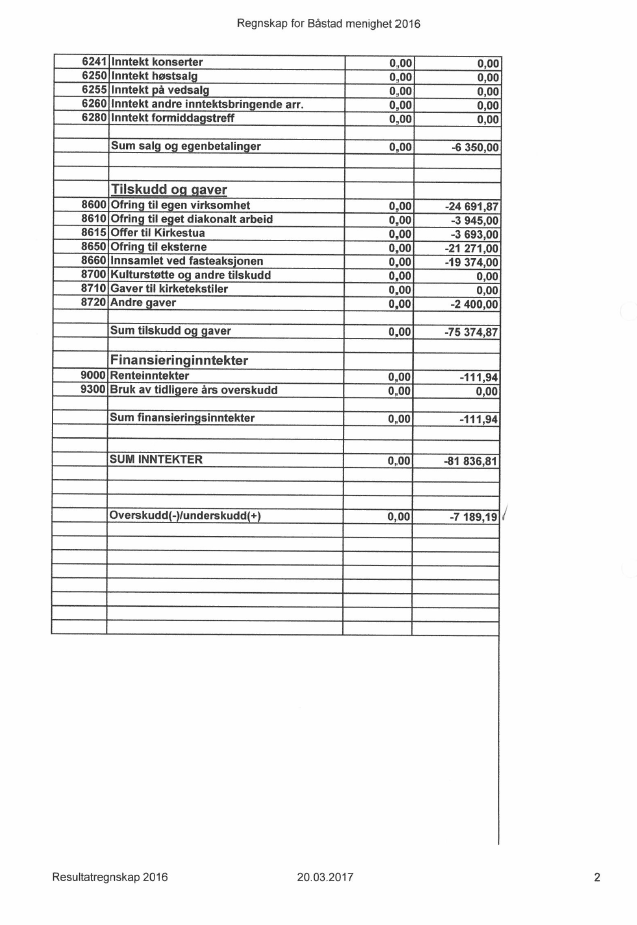 Regnskap for Båstad menighet 2016
6241 Inntekt konserter 0,00 0,00
6250 Inntekt høstsalg 0,00 0,00
6255 Inntekt på vedsalg 0,00 0,00
6260 Inntekt andre inntektsbringende arr. 0,00 0,00
6280 Inntekt formiddagstreff 0,00 0,00
Sum salg og egenbetalinger 0,00 -6 350,00
Tilskudd og gaver
8600 Ofring til egen virksomhet 0,00 -24 691,87
8610 Ofring til eget diakonalt arbeid 0,00 -3 945,00
8615 Offer til Kirkestua 0,00 -3 693,00
8650 Ofring til eksterne 0,00 -21 271,00
8660 Innsamlet ved fasteaksjonen 0,00 -19 374,00
8700 Kulturstøtte og andre tilskudd 0,00 0,00
8710 Gaver til kirketekstiler 0,00 0,00
8720 Andre gaver 0,00 -2 400,00
Sum tilskudd og gaver 0,00 -75 374,87
Finansieringinntekter
9000 Renteinntekter 0,00 -111,94
9300 Bruk av tidligere års overskudd 0,00 0,00
Sum finansieringsinntekter 0,00 -111,94
SUM INNTEKTER 0,00 -81 836,81
Overskudd(-)/underskudd(+) 0,00 -7 189,19
Resultatregnskap 2016 20.03.2017 2